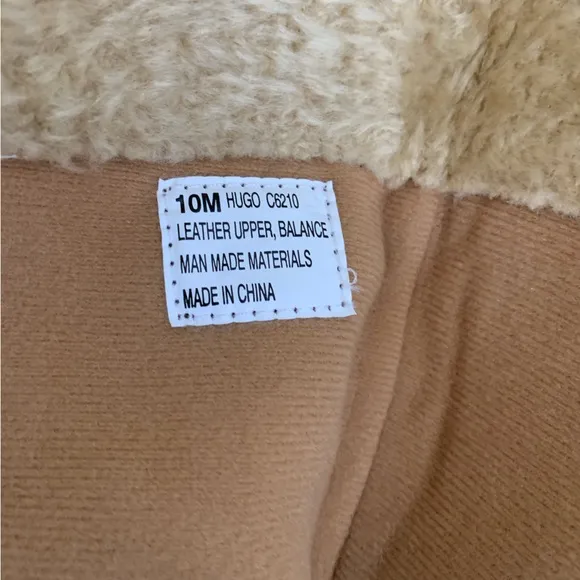 10M HUGO C6210
LEATHER UPPER, BALANCE
MAN MADE MATERIALS
MADE IN CHINA